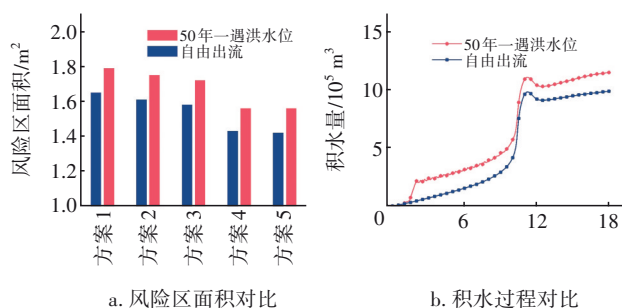 50年一遇洪水位
自由出流
风险区面积/m²
2.0
1.8
1.6
1.4
1.2
1.0
方案1
方案2
方案3
方案4
方案5
a. 风险区面积对比
50年一遇洪水位
自由出流
积水量/10⁵ m³
15
10
5
0
6
12
18
b. 积水过程对比